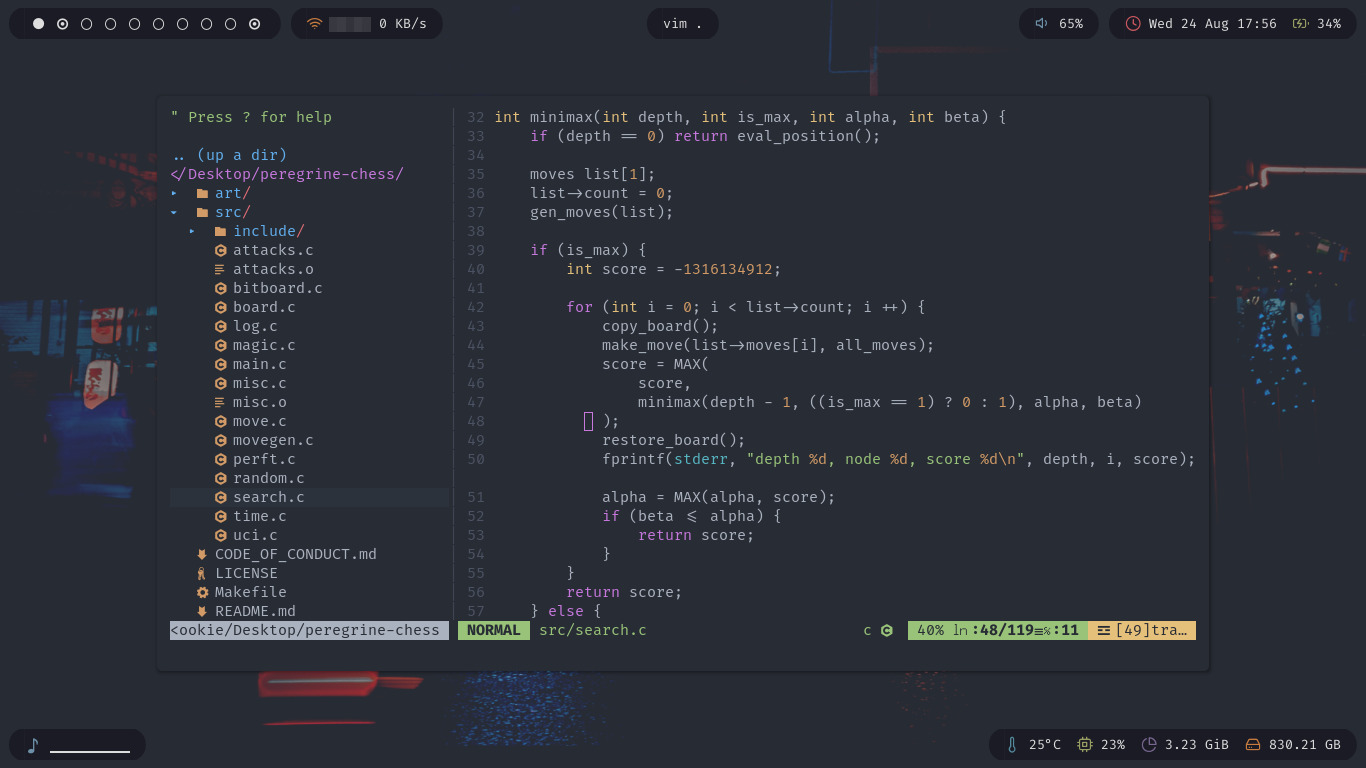 0 KB/s
vim .
65%
Wed 24 Aug 17:56
34%
" Press ? for help
.. (up a dir)
</Desktop/peregrine-chess/
▸ art/
▾ src/
▸ include/
attacks.c
attacks.o
bitboard.c
board.c
log.c
magic.c
main.c
misc.c
misc.o
move.c
movegen.c
perft.c
random.c
search.c
time.c
uci.c
CODE_OF_CONDUCT.md
LICENSE
Makefile
README.md
<ookie/Desktop/peregrine-chess
32 int minimax(int depth, int is_max, int alpha, int beta) {
33     if (depth == 0) return eval_position();
34
35     moves list[1];
36     list->count = 0;
37     gen_moves(list);
38
39     if (is_max) {
40         int score = -1316134912;
41
42         for (int i = 0; i < list->count; i ++) {
43             copy_board();
44             make_move(list->moves[i], all_moves);
45             score = MAX(
46                 score,
47                 minimax(depth - 1, ((is_max == 1) ? 0 : 1), alpha, beta)
48             );
49             restore_board();
50             fprintf(stderr, "depth %d, node %d, score %d\n", depth, i, score);
51             alpha = MAX(alpha, score);
52             if (beta <= alpha) {
53                 return score;
54             }
55         }
56         return score;
57     } else {
NORMAL src/search.c
c
40% ln :48/119≡%:11
☲ [49]tra…
25°C
23%
3.23 GiB
830.21 GB